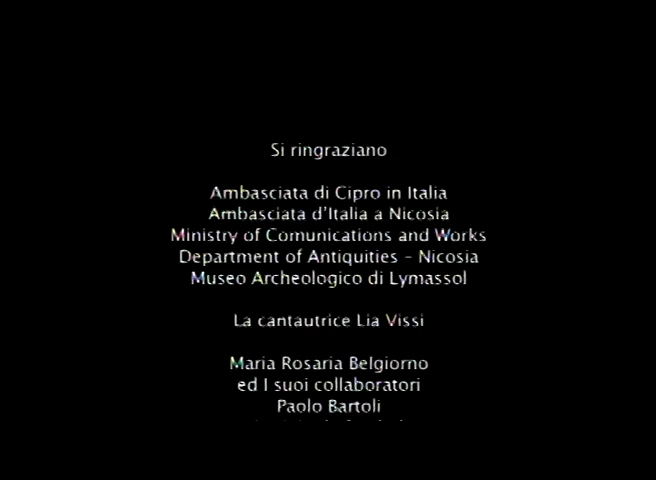 Si ringraziano
Ambasciata di Cipro in Italia
Ambasciata d'Italia a Nicosia
Ministry of Comunications and Works
Department of Antiquities - Nicosia
Museo Archeologico di Lymassol
La cantautrice Lia Vissi
Maria Rosaria Belgiorno
ed I suoi collaboratori
Paolo Bartoli